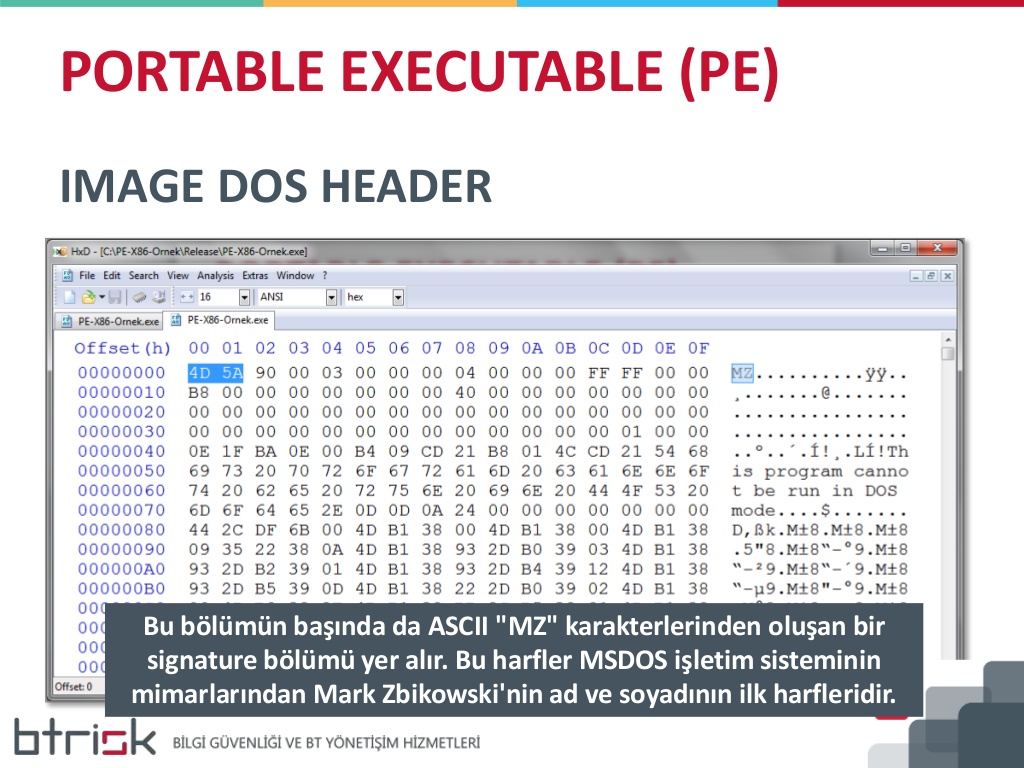 PORTABLE EXECUTABLE (PE)
IMAGE DOS HEADER
HxD - [C:\PE-X86-Ornek\Release\PE-X86-Ornek.exe]
File Edit Search View Analysis Extras Window ?
16 ANSI hex
PE-X86-Ornek.exe PE-X86-Ornek.exe
Offset(h) 00 01 02 03 04 05 06 07 08 09 0A 0B 0C 0D 0E 0F
00000000 4D 5A 90 00 03 00 00 00 04 00 00 00 FF FF 00 00 MZ..........ÿÿ..
00000010 B8 00 00 00 00 00 00 00 40 00 00 00 00 00 00 00 ¸.......@.......
00000020 00 00 00 00 00 00 00 00 00 00 00 00 00 00 00 00 ................
00000030 00 00 00 00 00 00 00 00 00 00 00 00 00 01 00 00 ................
00000040 0E 1F BA 0E 00 B4 09 CD 21 B8 01 4C CD 21 54 68 ..º..´.Í!¸.LÍ!Th
00000050 69 73 20 70 72 6F 67 72 61 6D 20 63 61 6E 6E 6F is program canno
00000060 74 20 62 65 20 72 75 6E 20 69 6E 20 44 4F 53 20 t be run in DOS
00000070 6D 6F 64 65 2E 0D 0D 0A 24 00 00 00 00 00 00 00 mode....$.......
00000080 44 2C DF 6B 00 4D B1 38 00 4D B1 38 00 4D B1 38 D,ßk.M±8.M±8.M±8
00000090 09 35 22 38 0A 4D B1 38 93 2D B0 39 03 4D B1 38 .5"8.M±8“-°9.M±8
000000A0 93 2D B2 39 01 4D B1 38 93 2D B4 39 12 4D B1 38 “-²9.M±8“-´9.M±8
000000B0 93 2D B5 39 0D 4D B1 38 22 2D B0 39 02 4D B1 38 “-µ9.M±8"-°9.M±8
Bu bölümün başında da ASCII "MZ" karakterlerinden oluşan bir
signature bölümü yer alır. Bu harfler MSDOS işletim sisteminin
mimarlarından Mark Zbikowski'nin ad ve soyadının ilk harfleridir.
Offset: 0
btrisk BİLGİ GÜVENLİĞİ VE BT YÖNETİŞİM HİZMETLERİ